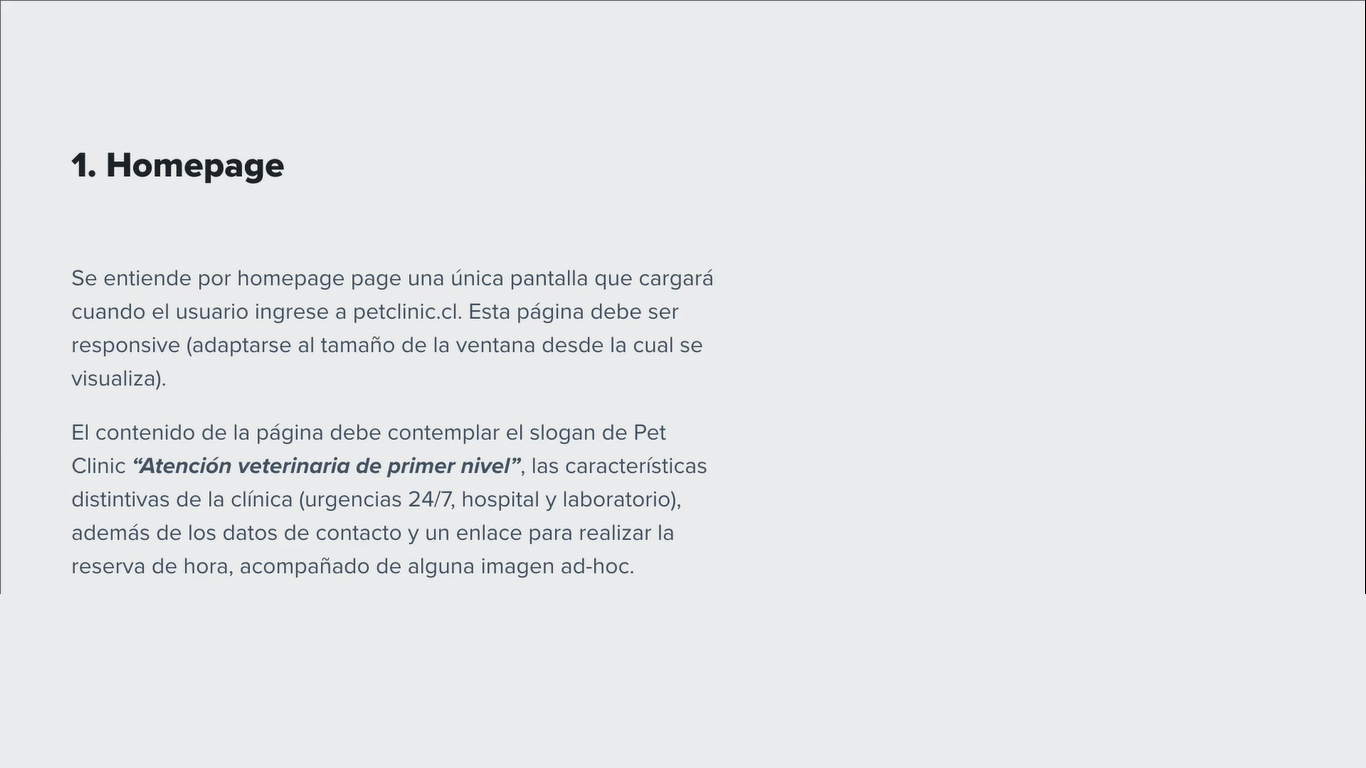 1. Homepage
Se entiende por homepage page una única pantalla que cargará
cuando el usuario ingrese a petclinic.cl. Esta página debe ser
responsive (adaptarse al tamaño de la ventana desde la cual se
visualiza).
El contenido de la página debe contemplar el slogan de Pet
Clinic “Atención veterinaria de primer nivel”, las características
distintivas de la clínica (urgencias 24/7, hospital y laboratorio),
además de los datos de contacto y un enlace para realizar la
reserva de hora, acompañado de alguna imagen ad-hoc.